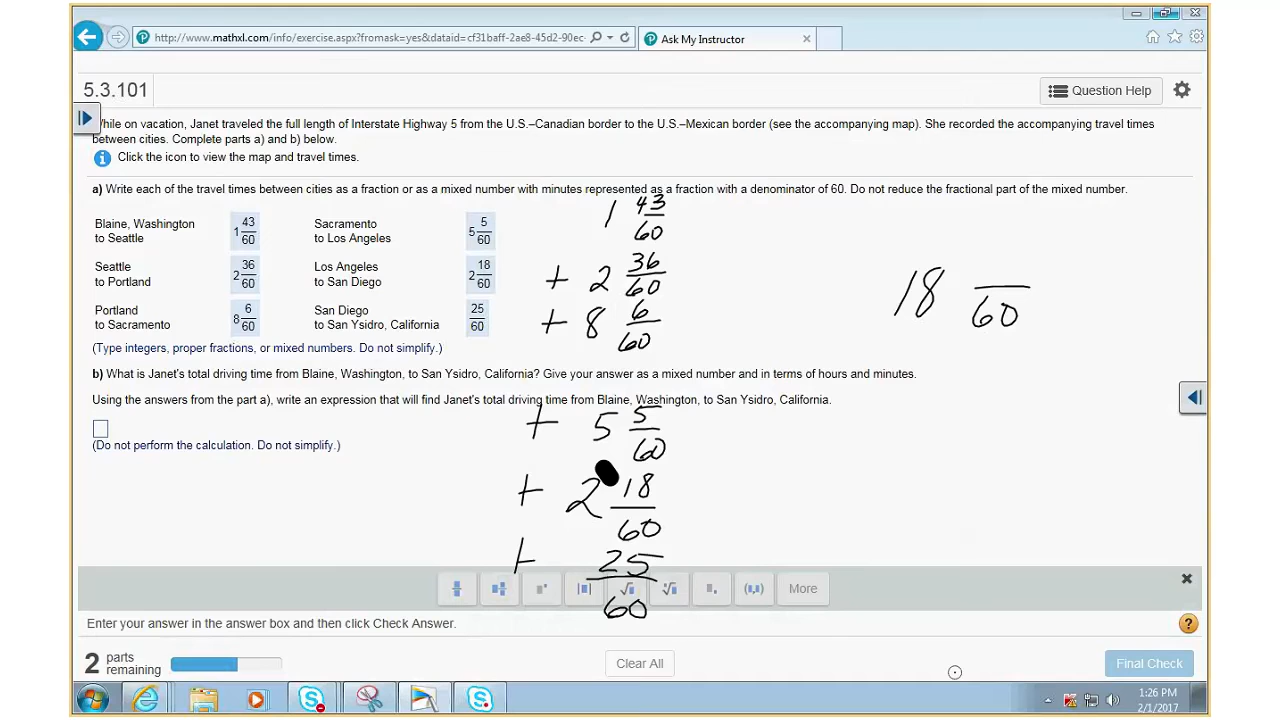 http://www.mathxl.com/info/exercise.aspx?fromask=yes&dataid=cf31baff-2ae8-45d2-90ec-
Ask My Instructor
5.3.101
Question Help
While on vacation, Janet traveled the full length of Interstate Highway 5 from the U.S.–Canadian border to the U.S.–Mexican border (see the accompanying map). She recorded the accompanying travel times
between cities. Complete parts a) and b) below.
Click the icon to view the map and travel times.
a) Write each of the travel times between cities as a fraction or as a mixed number with minutes represented as a fraction with a denominator of 60. Do not reduce the fractional part of the mixed number.
Blaine, Washington to Seattle 1 43/60
Sacramento to Los Angeles 5 5/60
1 43/60
Seattle to Portland 2 36/60
Los Angeles to San Diego 2 18/60
+ 2 36/60
18 /60
Portland to Sacramento 8 6/60
San Diego to San Ysidro, California 25/60
+ 8 6/60
(Type integers, proper fractions, or mixed numbers. Do not simplify.)
b) What is Janet's total driving time from Blaine, Washington, to San Ysidro, California? Give your answer as a mixed number and in terms of hours and minutes.
Using the answers from the part a), write an expression that will find Janet's total driving time from Blaine, Washington, to San Ysidro, California.
+ 5 5/60
(Do not perform the calculation. Do not simplify.)
+ 2 18/60
+ 25/60
More
Enter your answer in the answer box and then click Check Answer.
?
2 parts remaining
Clear All
Final Check
1:26 PM
2/1/2017